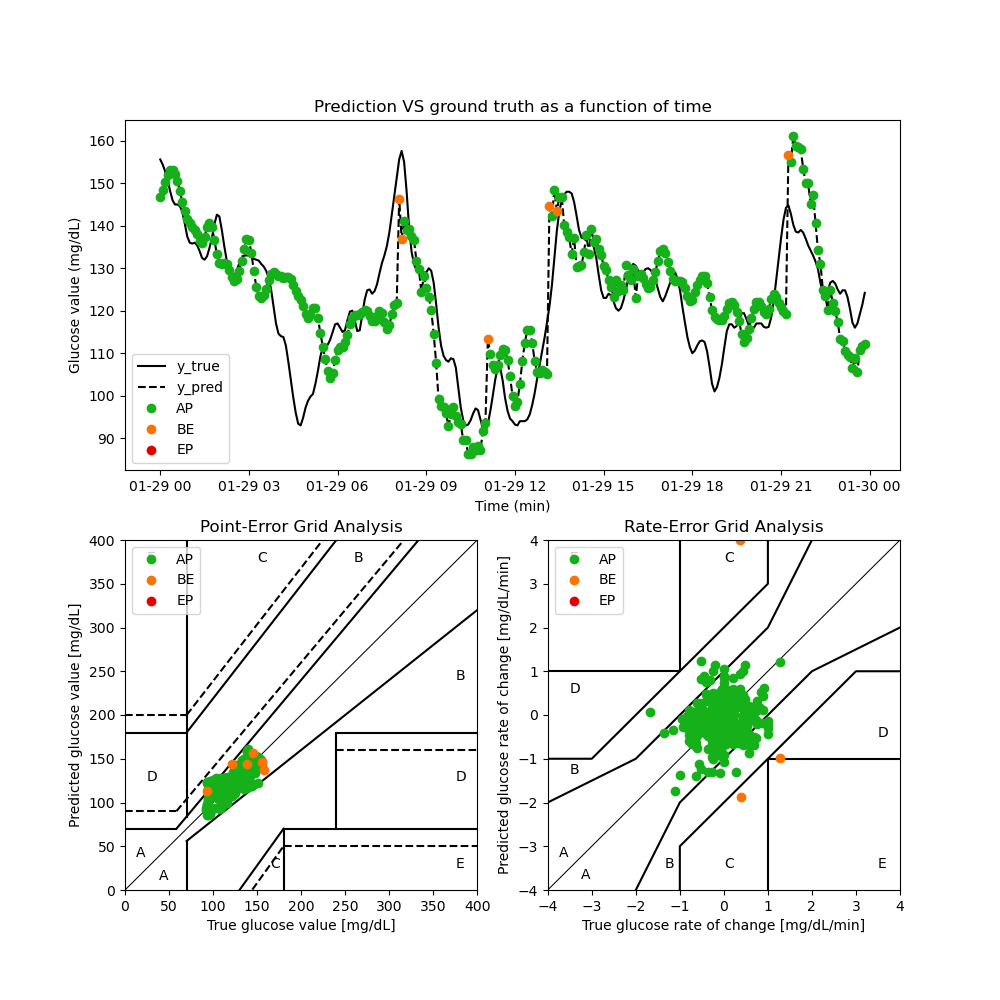 Prediction VS ground truth as a function of time
Glucose value (mg/dL)
160
150
140
130
120
110
100
90
y_true
y_pred
AP
BE
EP
01-29 00 01-29 03 01-29 06 01-29 09 01-29 12 01-29 15 01-29 18 01-29 21 01-30 00
Time (min)
Point-Error Grid Analysis
Predicted glucose value [mg/dL]
400
350
300
250
200
150
100
50
0
AP
BE
EP
C
B
B
D
D
A
A
C
E
0 50 100 150 200 250 300 350 400
True glucose value [mg/dL]
Rate-Error Grid Analysis
Predicted glucose rate of change [mg/dL/min]
4
3
2
1
0
−1
−2
−3
−4
AP
BE
EP
C
D
D
B
A
A
B
C
E
−4 −3 −2 −1 0 1 2 3 4
True glucose rate of change [mg/dL/min]